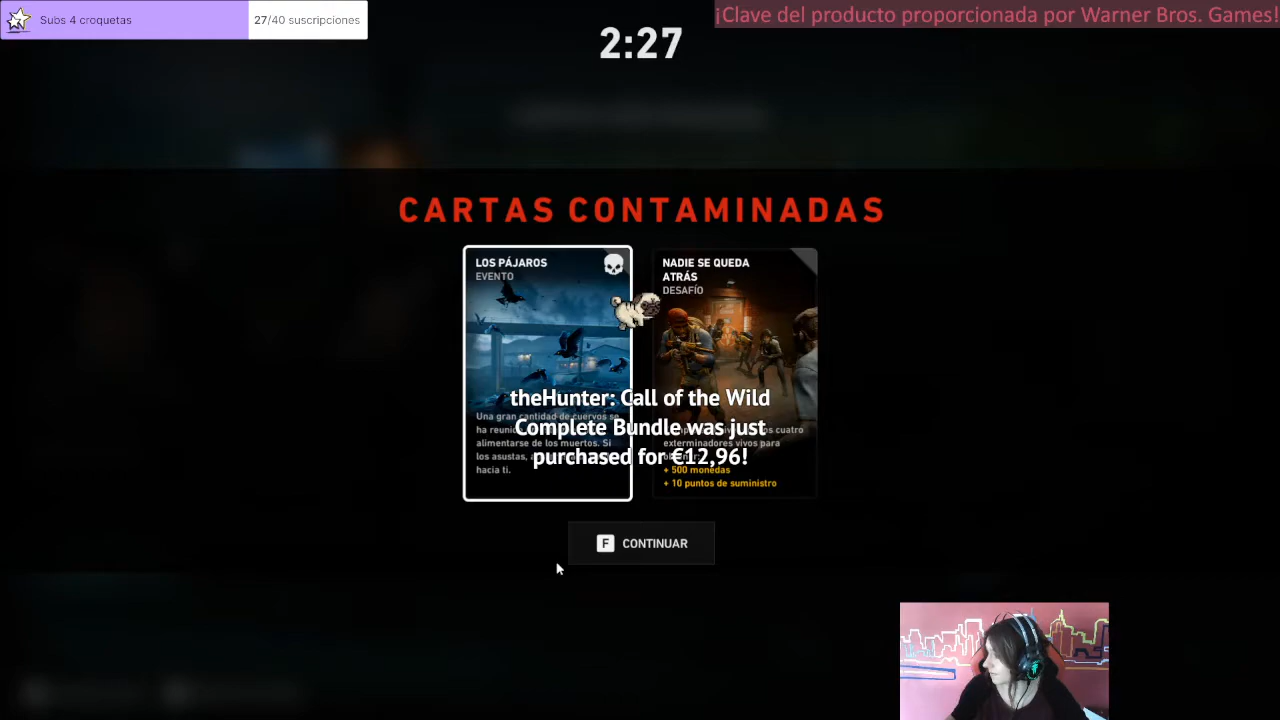 Subs 4 croquetas
27/40 suscripciones
¡Clave del producto proporcionada por Warner Bros. Games!
2:27
CARTAS CONTAMINADAS
LOS PÁJAROS
EVENTO
Una gran cantidad de cuervos se
ha
alimentarse de los muertos. Si
los asustas,
hacia ti.
NADIE SE QUEDA
ATRÁS
DESAFÍO
cuatro
exterminadores vivos para
+ 500 monedas
+ 10 puntos de suministro
theHunter: Call of the Wild
Complete Bundle was just
purchased for €12,96!
F CONTINUAR